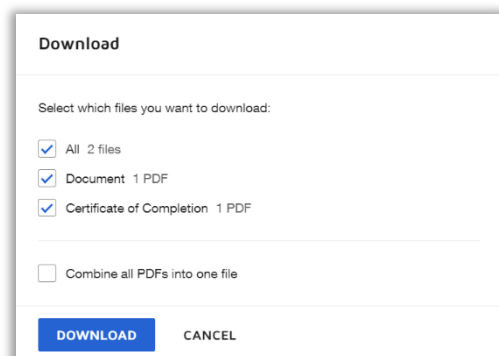 Download
Select which files you want to download:
All 2 files
Document 1 PDF
Certificate of Completion 1 PDF
Combine all PDFs into one file
DOWNLOAD CANCEL